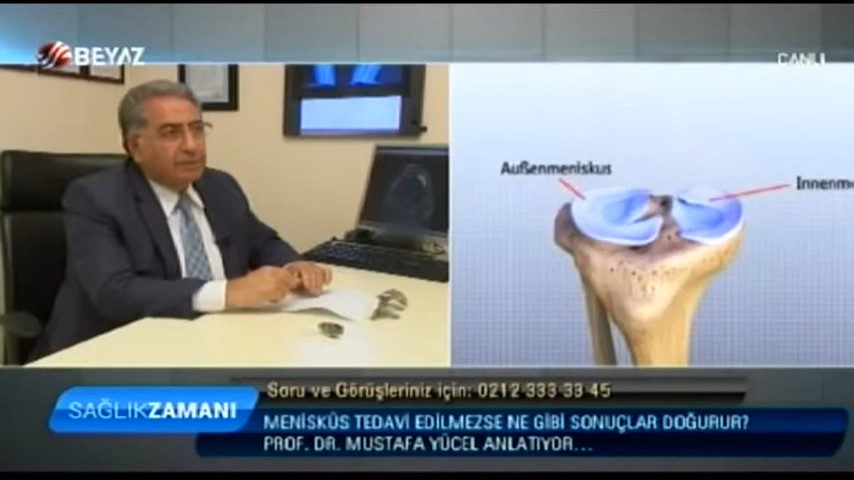 BEYAZ
CANLI
Außenmeniskus
Innenme
Soru ve Görüşleriniz için: 0212-333-33-45
SAĞLIKZAMANI
MENİSKÜS TEDAVİ EDİLMEZSE NE GİBİ SONUÇLAR DOĞURUR?
PROF. DR. MUSTAFA YÜCEL ANLATIYOR...